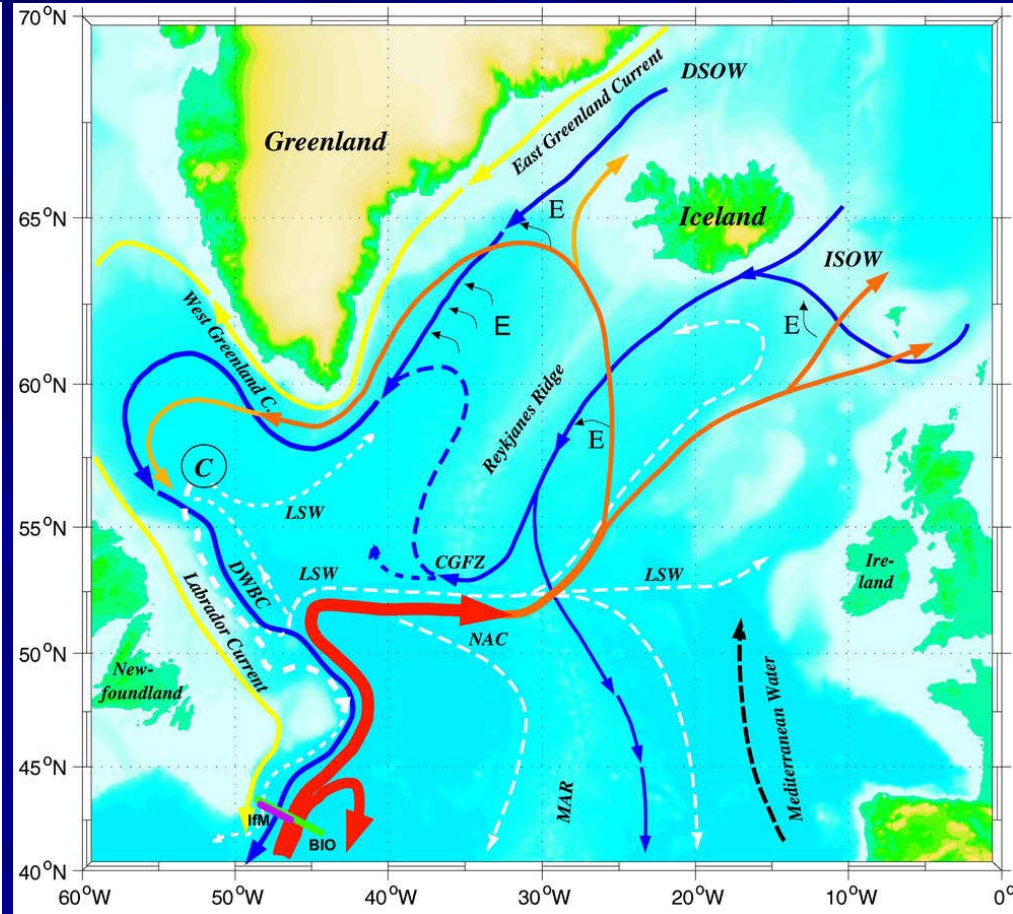 70°N
DSOW
East Greenland Current
Greenland
E
65°N
Iceland
ISOW
West Greenland C.
E
E
60°N
Reykjanes Ridge
E
C
LSW
55°N
CGFZ
Ire-
land
LSW
LSW
DWBC
Labrador Current
NAC
50°N
New-
foundland
Mediterranean Water
45°N
MAR
IfM
BIO
40°N
60°W
50°W
40°W
30°W
20°W
10°W
0°